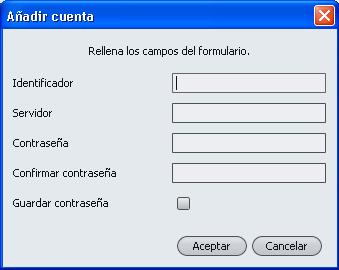 Añadir cuenta
Rellena los campos del formulario.
Identificador
Servidor
Contraseña
Confirmar contraseña
Guardar contraseña
Aceptar Cancelar